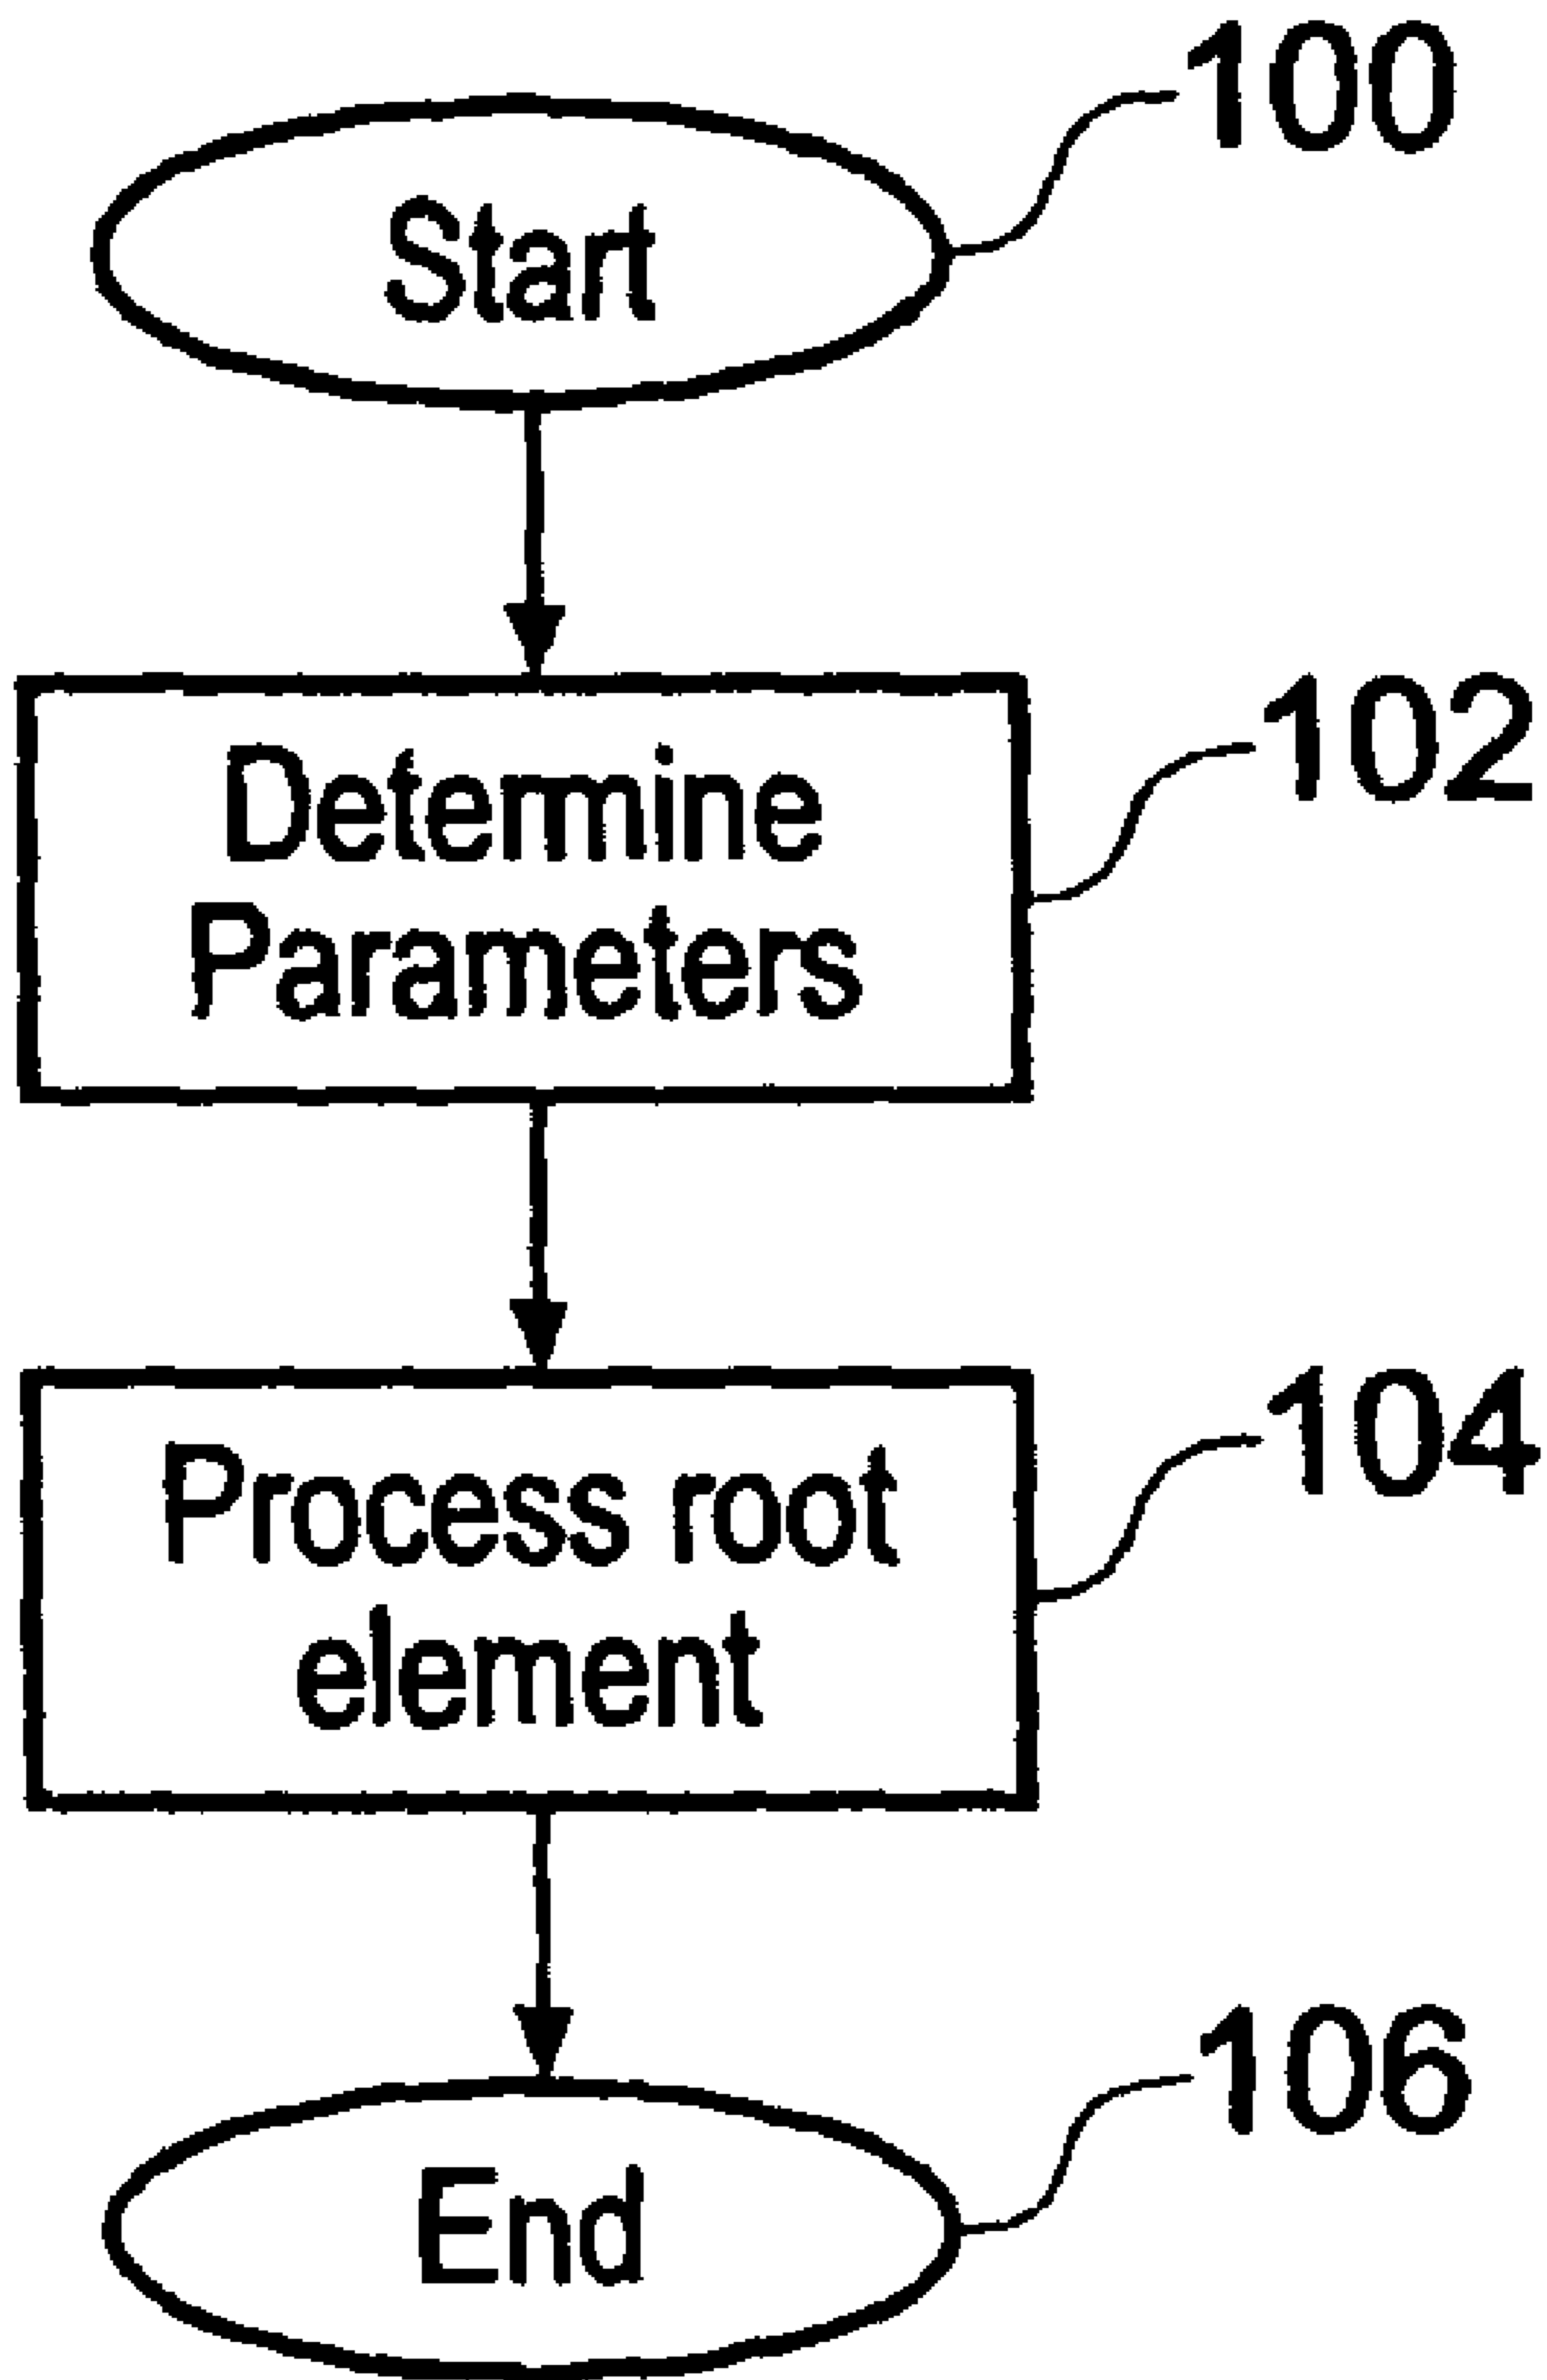 100
Start
102
Determine
Parameters
104
Process root
element
106
End